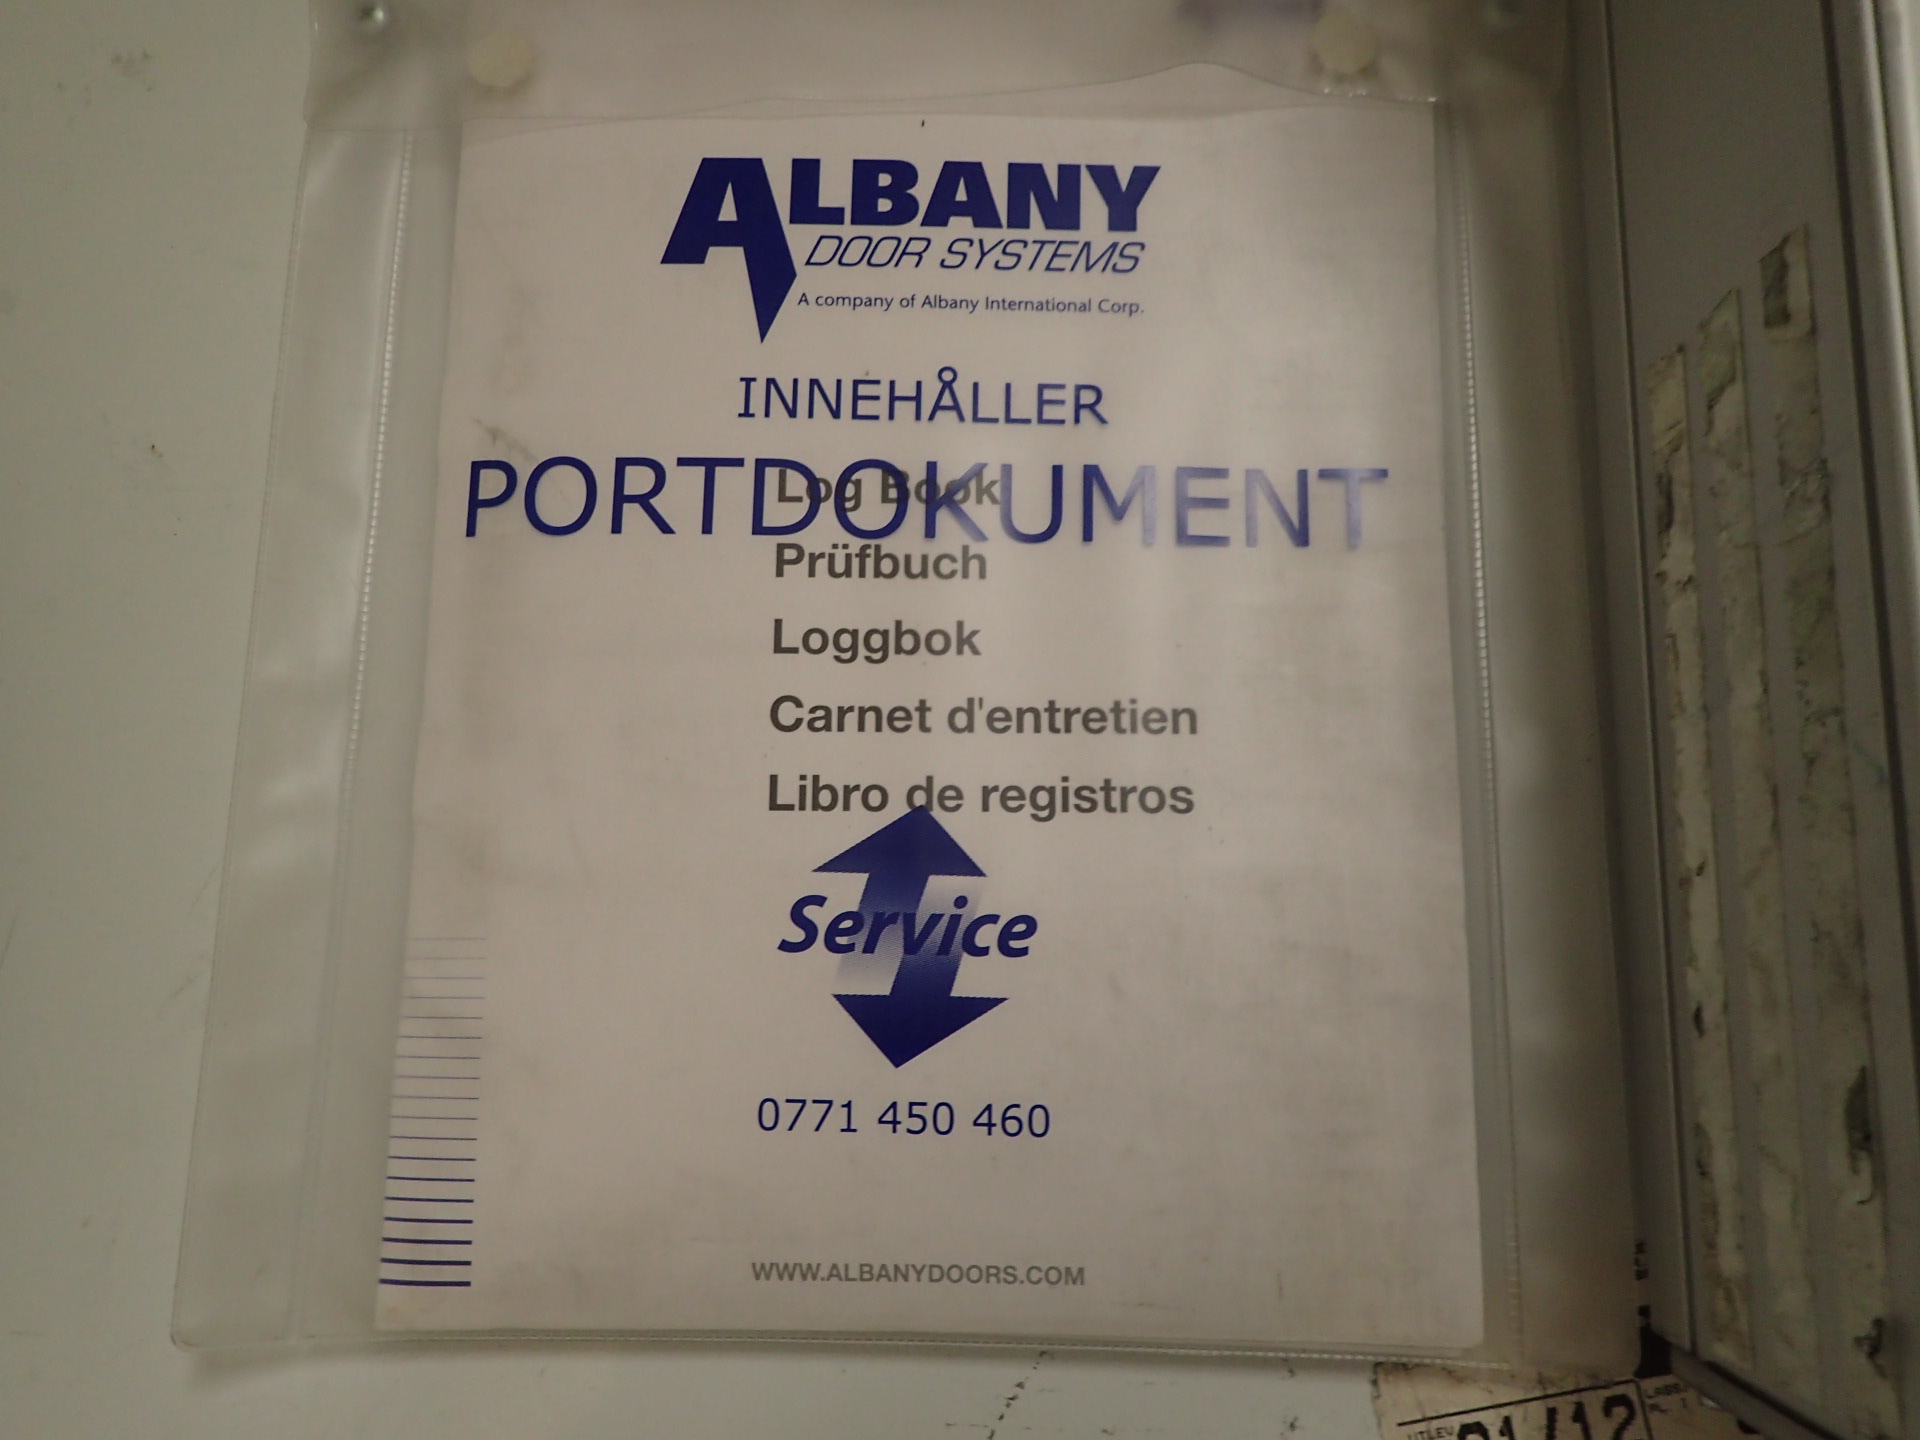 ALBANY
DOOR SYSTEMS
A company of Albany International Corp.
INNEHÅLLER
PORTDOKUMENT
Log Book
Prüfbuch
Loggbok
Carnet d'entretien
Libro de registros
Service
0771 450 460
WWW.ALBANYDOORS.COM